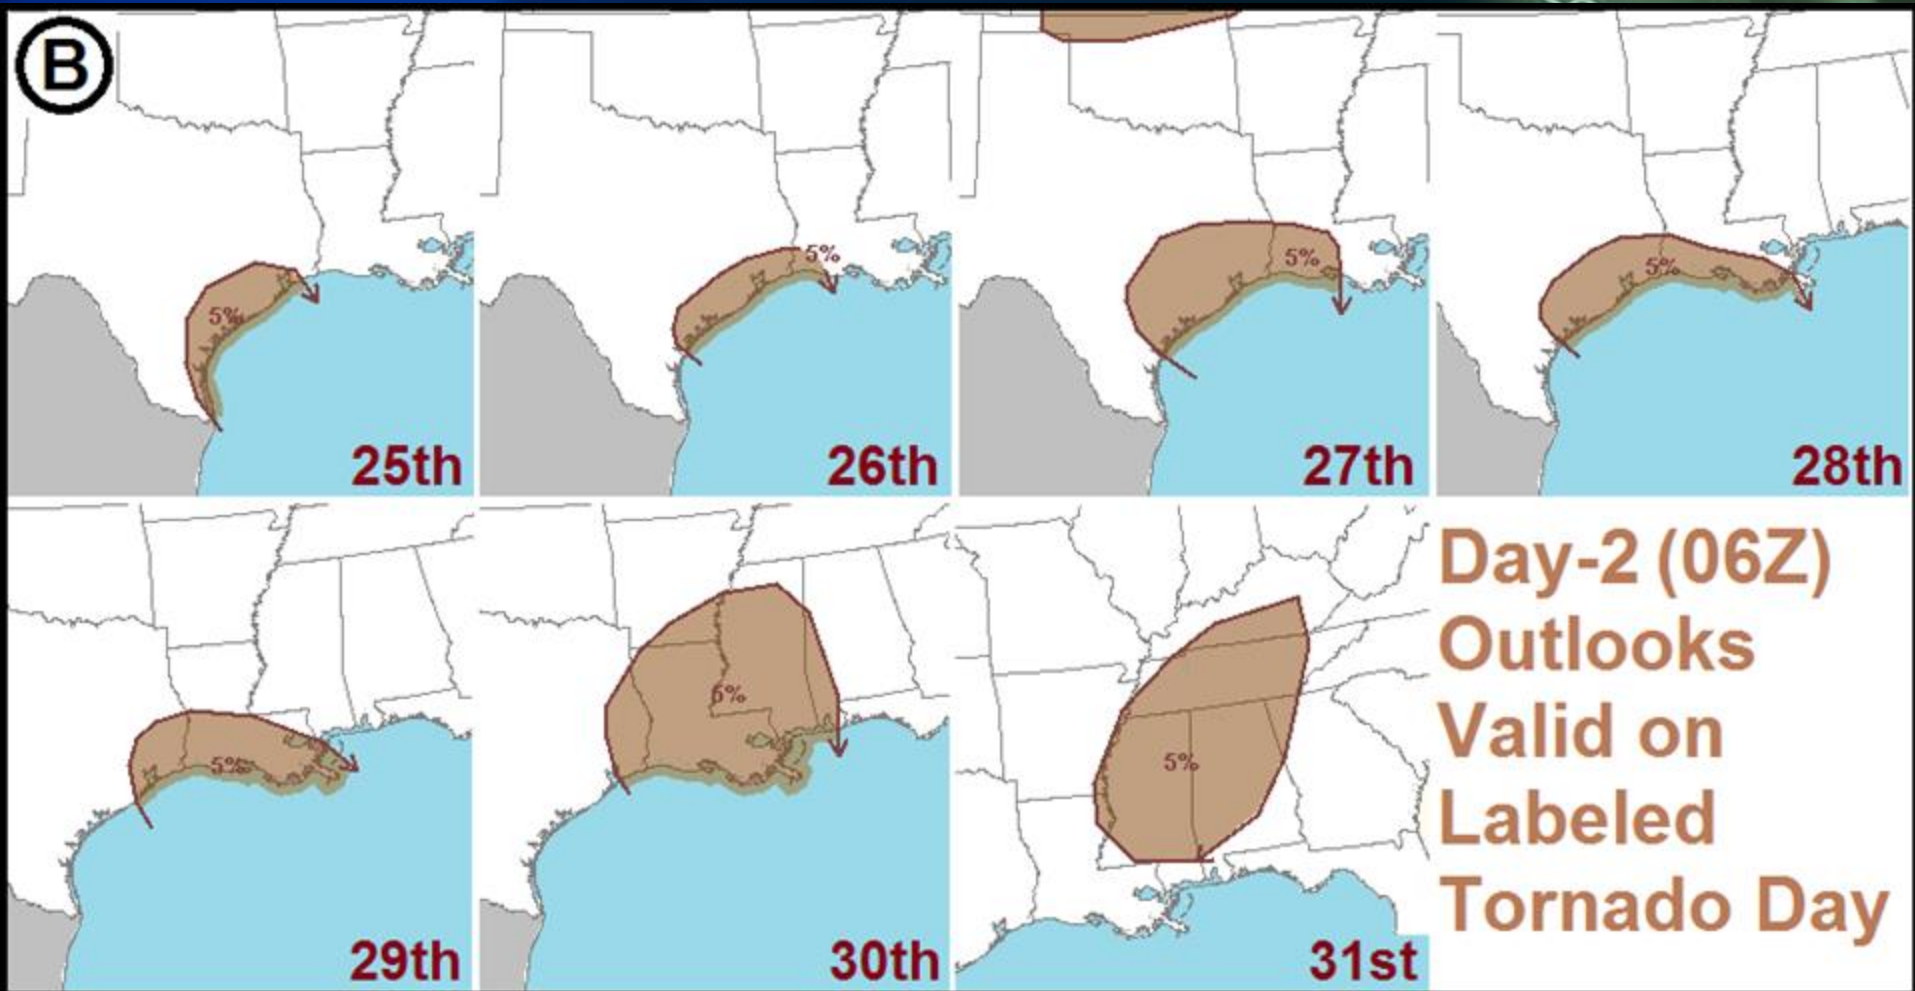 B
5%
25th
5%
26th
5%
27th
5%
28th
5%
29th
5%
30th
5%
31st
Day-2 (06Z)
Outlooks
Valid on
Labeled
Tornado Day